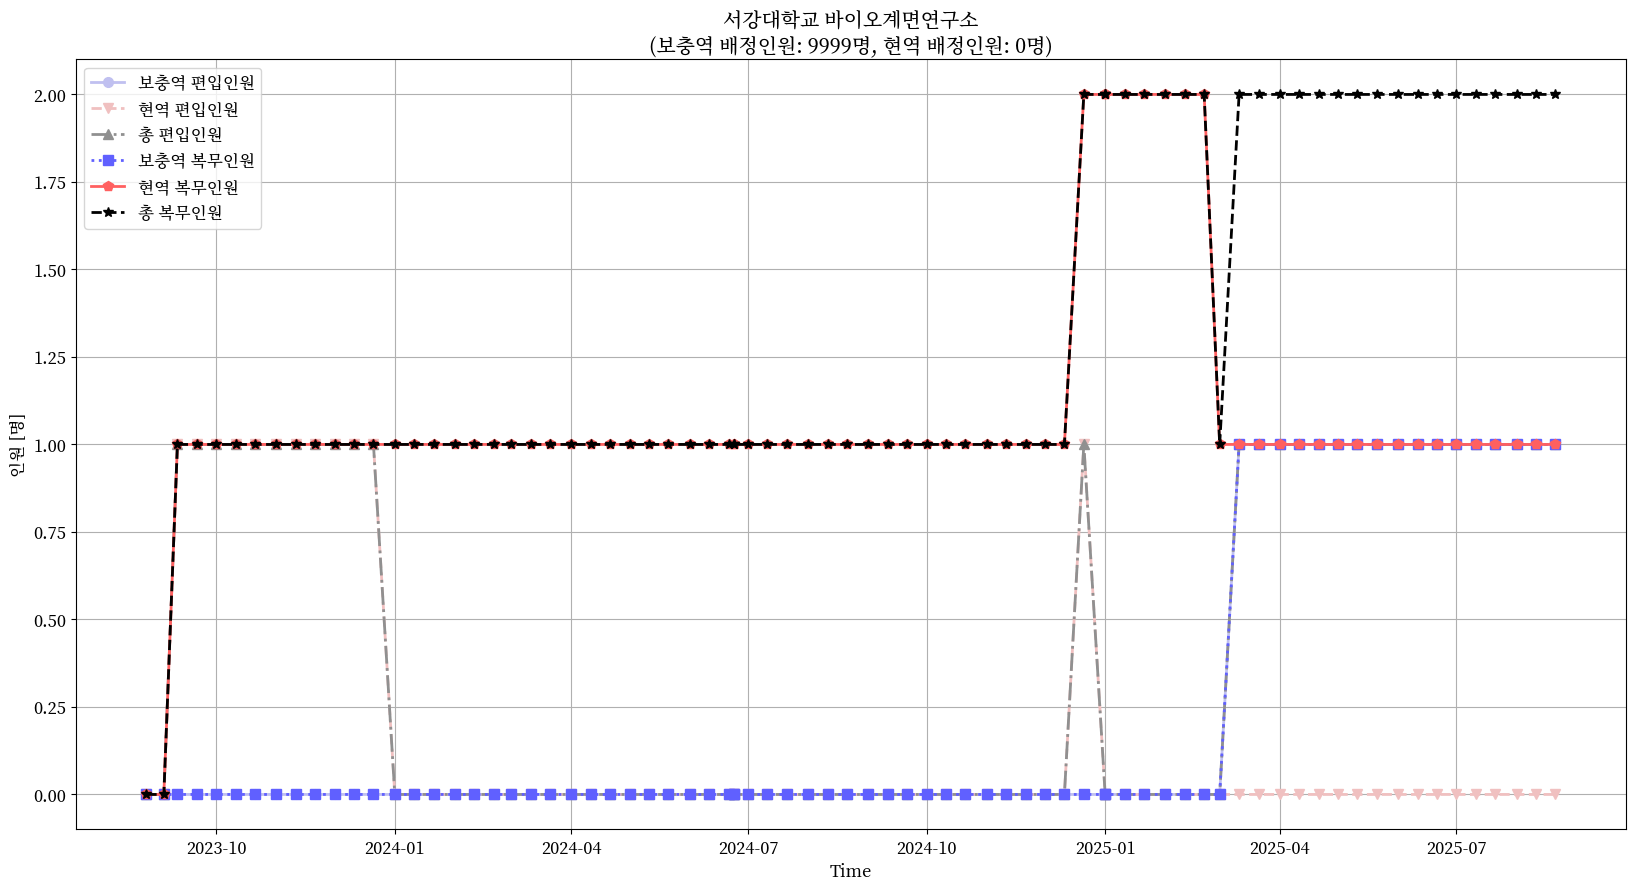 서강대학교 바이오계면연구소
(보충역 배정인원: 9999명, 현역 배정인원: 0명)
보충역 편입인원
현역 편입인원
총 편입인원
보충역 복무인원
현역 복무인원
총 복무인원
2.00
1.75
1.50
1.25
1.00
0.75
0.50
0.25
0.00
인원 [명]
2023-10
2024-01
2024-04
2024-07
2024-10
2025-01
2025-04
2025-07
Time